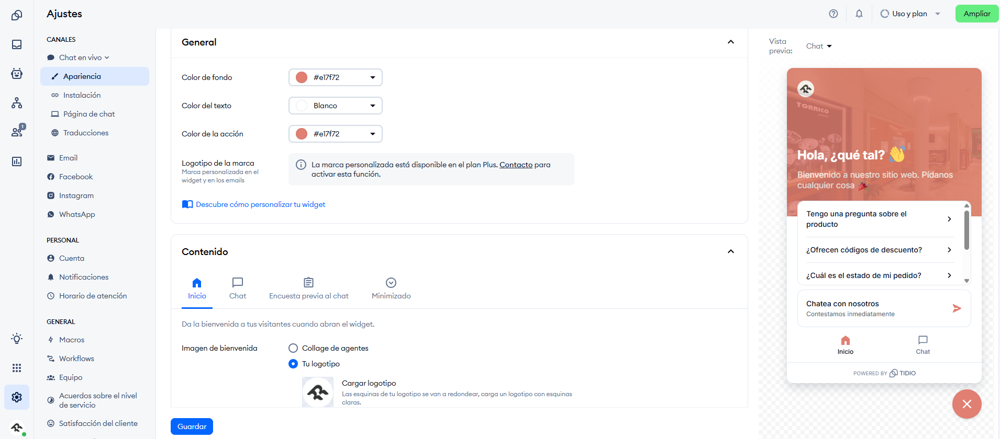 Ajustes
Uso y plan
Ampliar
CANALES
Chat en vivo
Apariencia
Instalación
Página de chat
Traducciones
1
Email
Facebook
Instagram
WhatsApp
PERSONAL
Cuenta
Notificaciones
Horario de atención
GENERAL
Macros
Workflows
Equipo
Acuerdos sobre el nivel
de servicio
Satisfacción del cliente
General
Color de fondo
#e17f72
Color del texto
Blanco
Color de la acción
#e17f72
Logotipo de la marca
Marca personalizada en el
widget y en los emails
La marca personalizada está disponible en el plan Plus. Contacto para
activar esta función.
Descubre cómo personalizar tu widget
Contenido
Inicio
Chat
Encuesta previa al chat
Minimizado
Da la bienvenida a tus visitantes cuando abran el widget.
Imagen de bienvenida
Collage de agentes
Tu logotipo
Cargar logotipo
Las esquinas de tu logotipo se van a redondear, carga un logotipo con esquinas
claras.
Guardar
Vista
previa:
Chat
TORRICO
Hola, ¿qué tal? 👋
Bienvenido a nuestro sitio web. Pídanos
cualquier cosa 🎉
Tengo una pregunta sobre el
producto
¿Ofrecen códigos de descuento?
¿Cuál es el estado de mi pedido?
Chatea con nosotros
Contestamos inmediatamente
Inicio
Chat
POWERED BY TIDIO